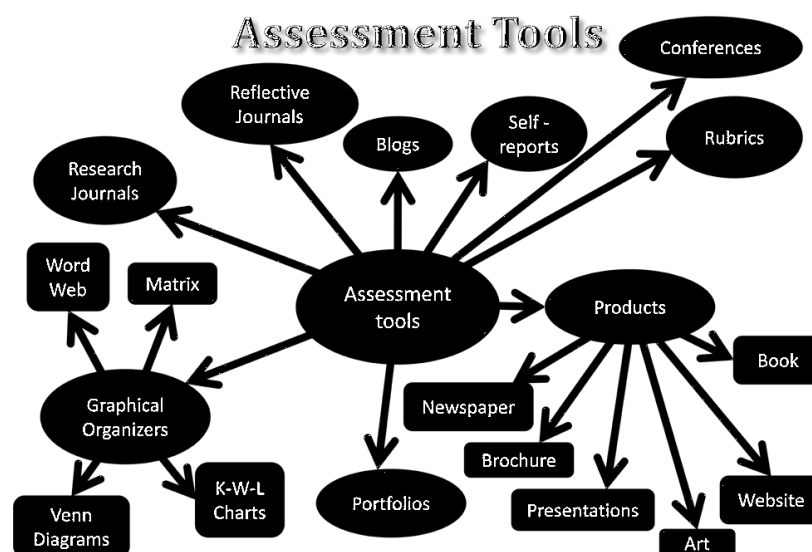 Assessment Tools
Conferences
Reflective
Journals
Blogs
Self -
reports
Rubrics
Research
Journals
Word
Web
Matrix
Assessment
tools
Products
Book
Newspaper
Graphical
Organizers
Brochure
Presentations
Website
Art
Portfolios
K-W-L
Charts
Venn
Diagrams